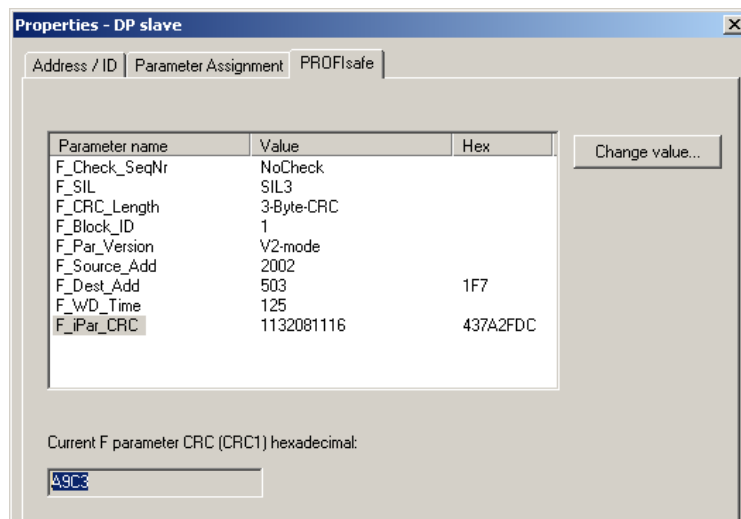 Properties - DP slave
Address / ID Parameter Assignment PROFIsafe
Parameter name Value Hex
Change value...
F_Check_SeqNr NoCheck
F_SIL SIL3
F_CRC_Length 3-Byte-CRC
F_Block_ID 1
F_Par_Version V2-mode
F_Source_Add 2002
F_Dest_Add 503 1F7
F_WD_Time 125
F_iPar_CRC 1132081116 437A2FDC
Current F parameter CRC (CRC1) hexadecimal:
A9C3